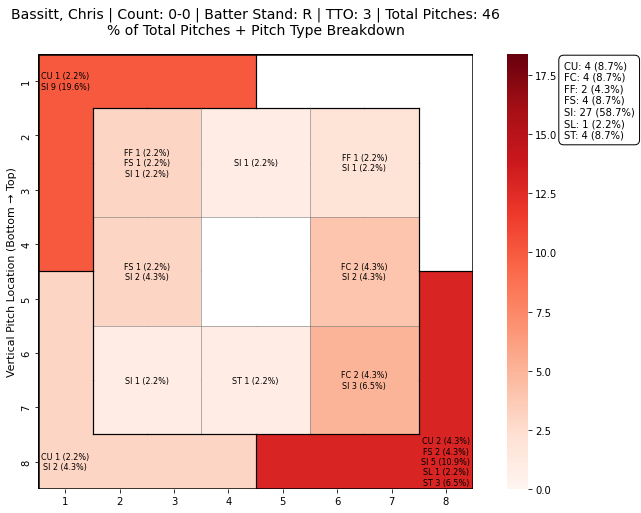 Bassitt, Chris | Count: 0-0 | Batter Stand: R | TTO: 3 | Total Pitches: 46
% of Total Pitches + Pitch Type Breakdown
CU 1 (2.2%)
SI 9 (19.6%)
FF 1 (2.2%)
FS 1 (2.2%)
SI 1 (2.2%)
SI 1 (2.2%)
FF 1 (2.2%)
SI 1 (2.2%)
FS 1 (2.2%)
SI 2 (4.3%)
FC 2 (4.3%)
SI 2 (4.3%)
SI 1 (2.2%)
ST 1 (2.2%)
FC 2 (4.3%)
SI 3 (6.5%)
CU 1 (2.2%)
SI 2 (4.3%)
CU 2 (4.3%)
FS 2 (4.3%)
SI 5 (10.9%)
SL 1 (2.2%)
ST 3 (6.5%)
Vertical Pitch Location (Bottom → Top)
1
2
3
4
5
6
7
8
1
2
3
4
5
6
7
8
17.5
15.0
12.5
10.0
7.5
5.0
2.5
0.0
CU: 4 (8.7%)
FC: 4 (8.7%)
FF: 2 (4.3%)
FS: 4 (8.7%)
SI: 27 (58.7%)
SL: 1 (2.2%)
ST: 4 (8.7%)